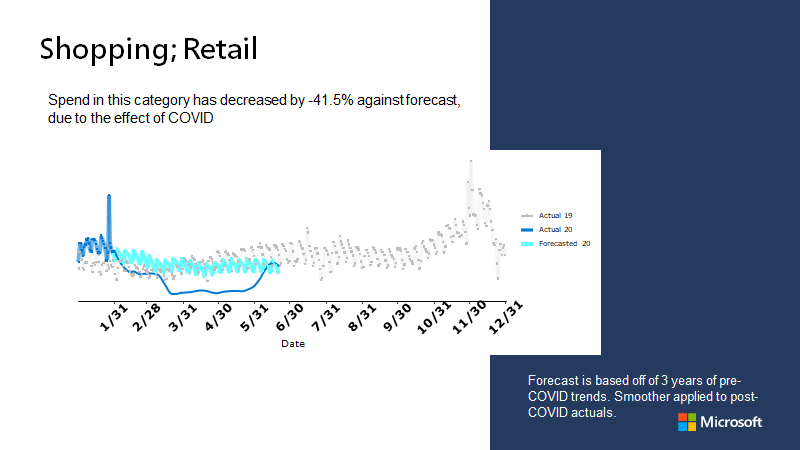 Shopping; Retail
Spend in this category has decreased by -41.5% against forecast,
due to the effect of COVID
Actual 19
Actual 20
Forecasted 20
1/31 2/28 3/31 4/30 5/31 6/30 7/31 8/31 9/30 10/31 11/30 12/31
Date
Forecast is based off of 3 years of pre-
COVID trends. Smoother applied to post-
COVID actuals.
Microsoft